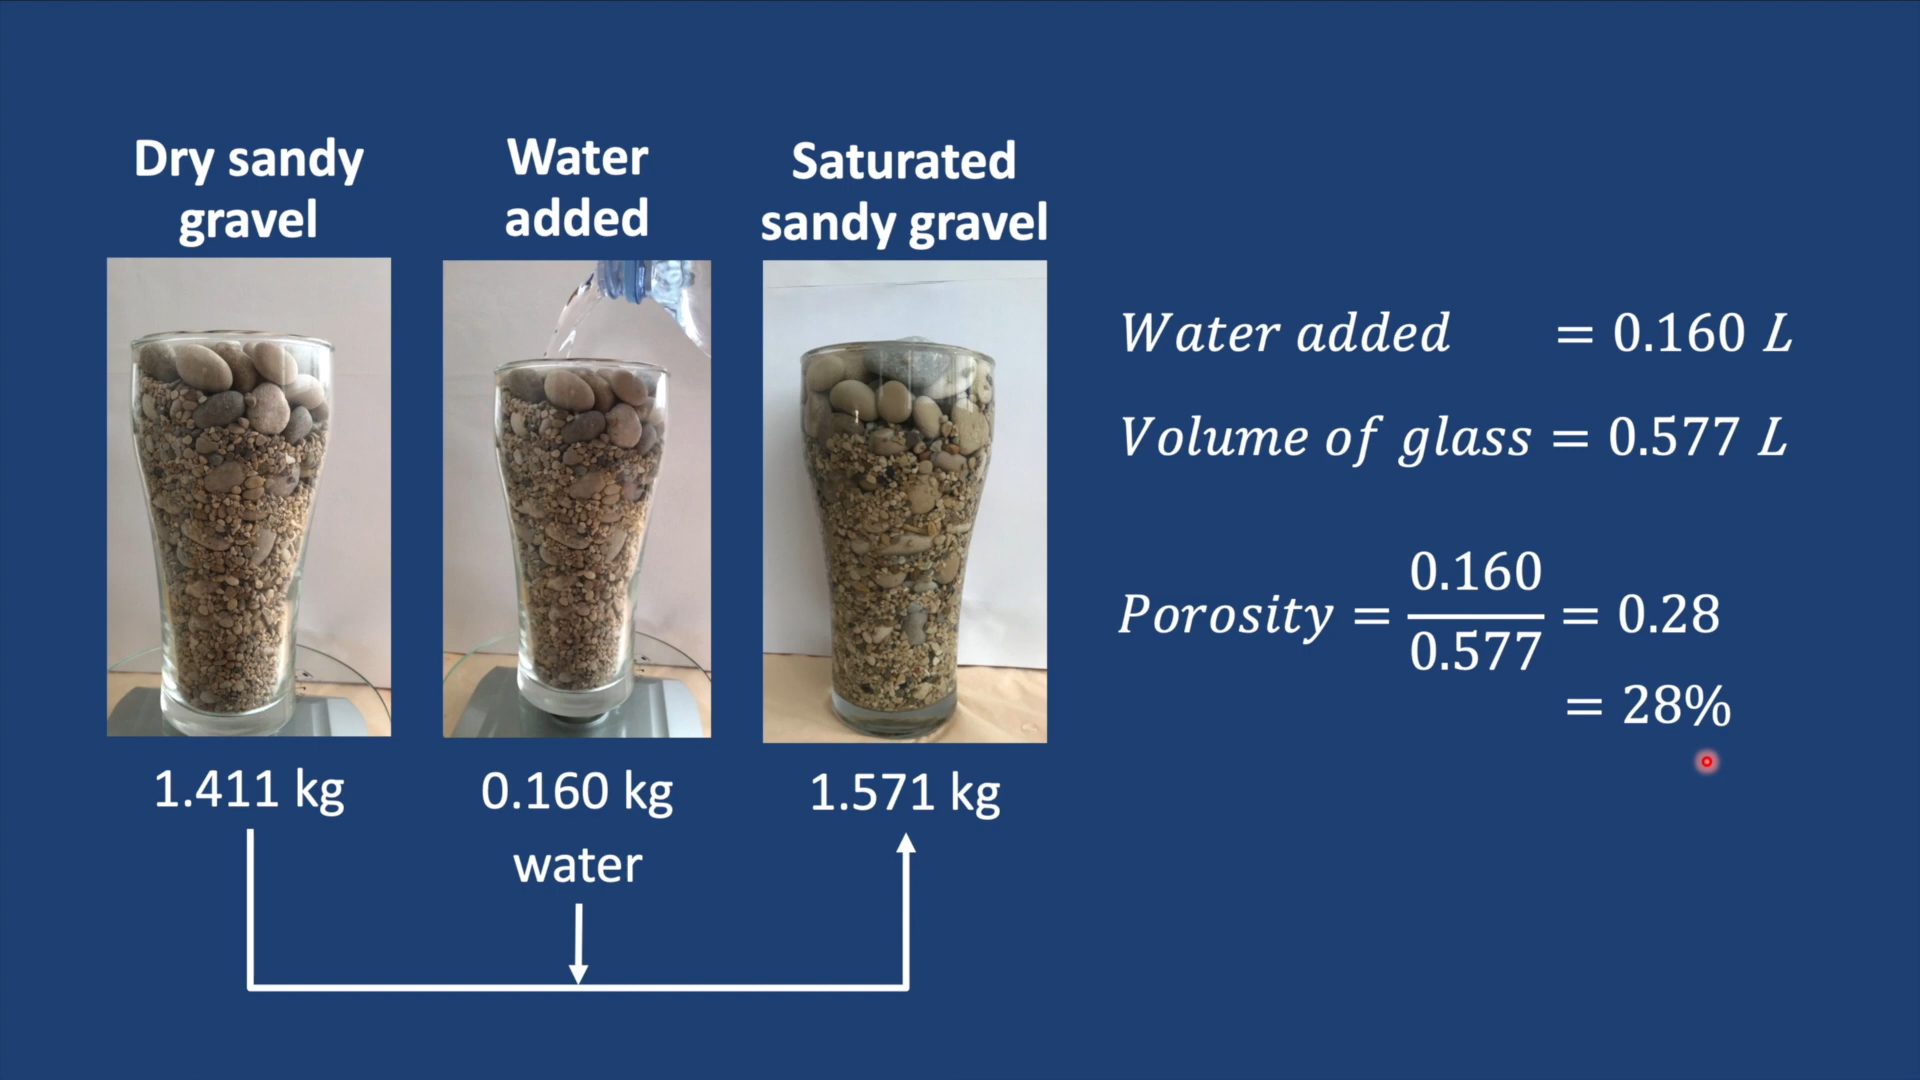 Dry sandy
gravel
Water
added
Saturated
sandy gravel
1.411 kg
0.160 kg
water
1.571 kg
Water added = 0.160 L
Volume of glass = 0.577 L
Porosity = 0.160/0.577 = 0.28
= 28%